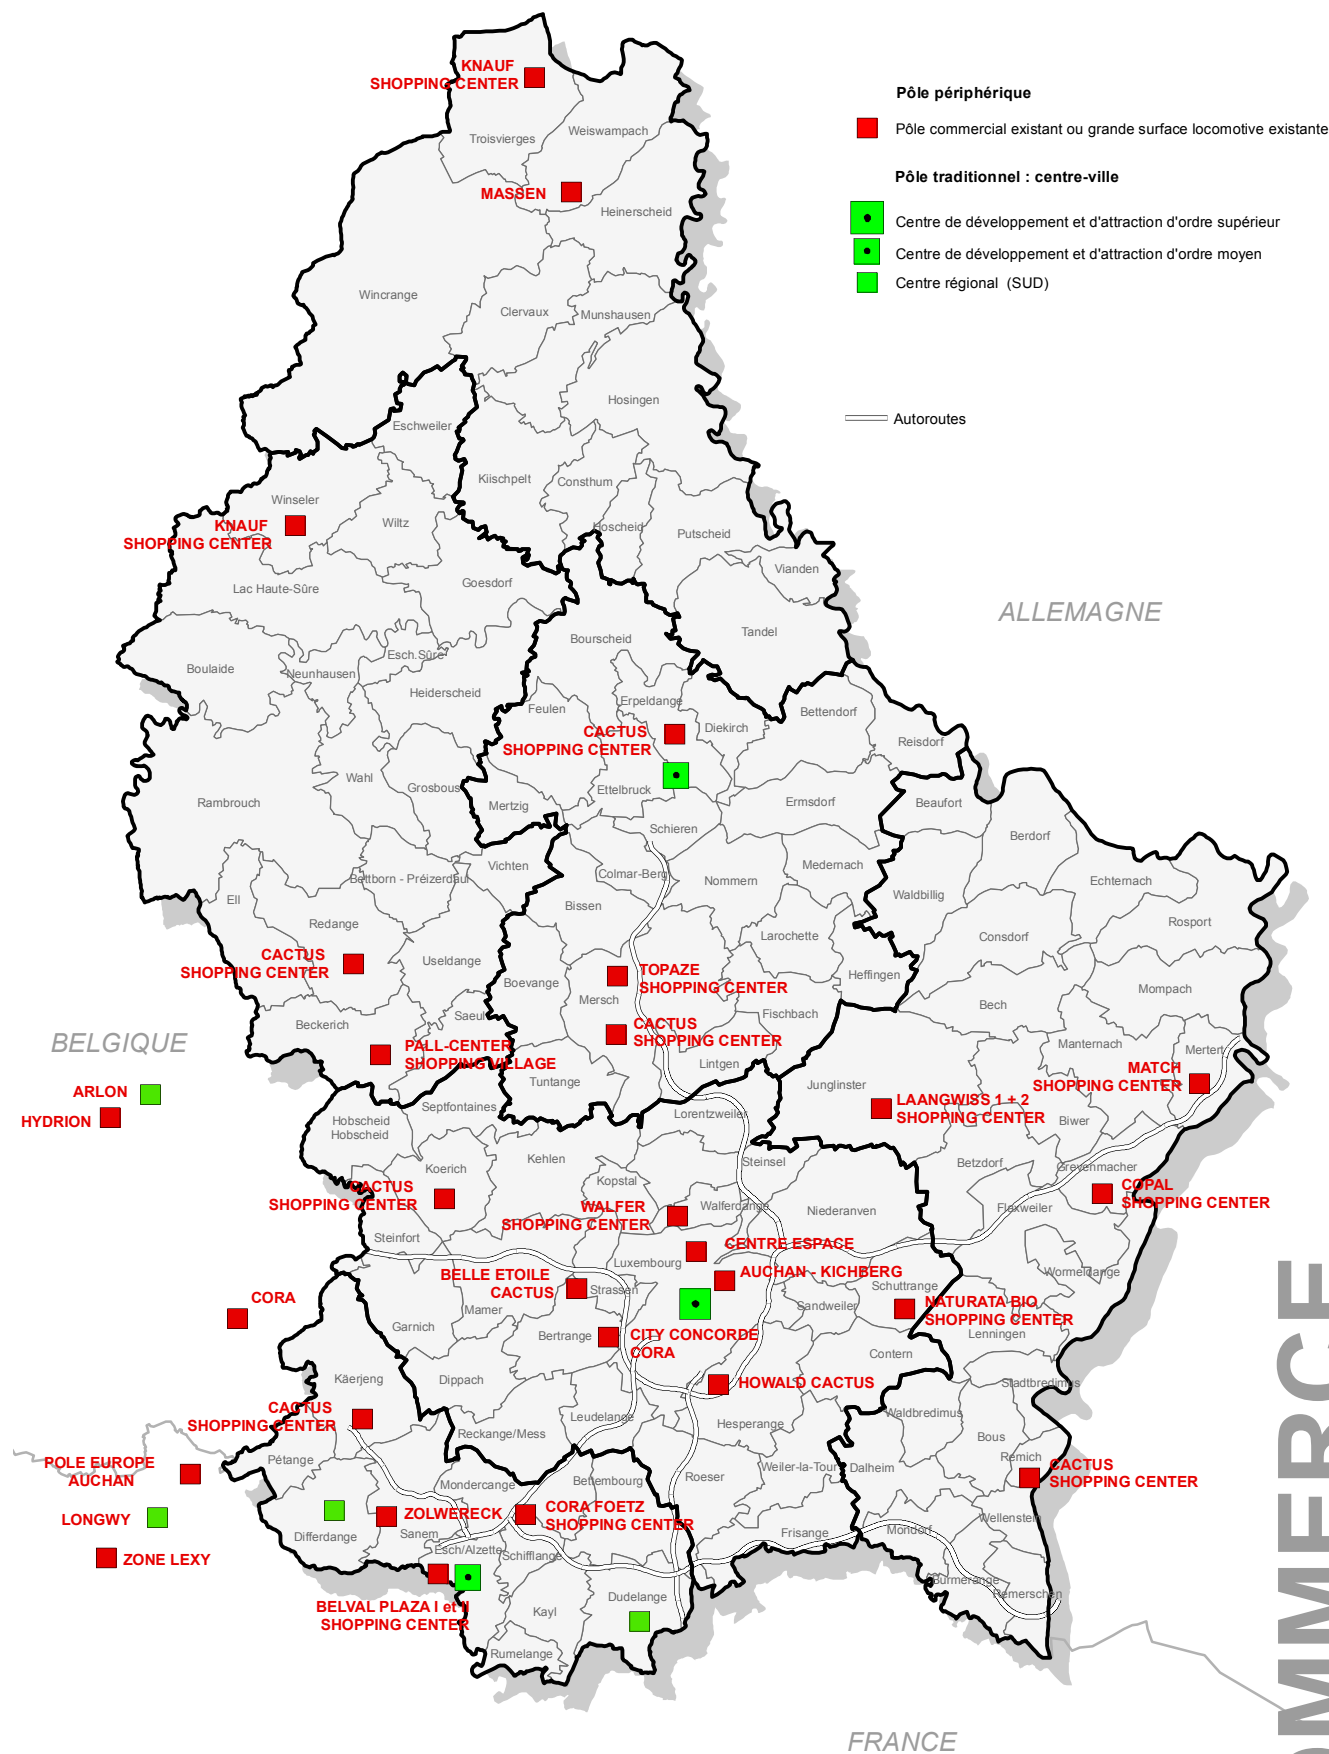 KNAUF
SHOPPING CENTER
Pôle périphérique
Pôle commercial existant ou grande surface locomotive existante
Pôle traditionnel : centre-ville
Centre de développement et d'attraction d'ordre supérieur
Centre de développement et d'attraction d'ordre moyen
Centre régional (SUD)
Autoroutes
Troisvierges
Weiswampach
MASSEN
Heinerscheid
Wincrange
Clervaux
Munshausen
Hosingen
Eschweiler
Kiischpelt
Consthum
Winseler
Wiltz
KNAUF
SHOPPING CENTER
Hoscheid
Putscheid
Vianden
Lac Haute-Sûre
Goesdorf
ALLEMAGNE
Tandel
Bourscheid
Esch.Sûre
Boulaide
Neunhausen
Heiderscheid
Erpeldange
Feulen
Diekirch
Bettendorf
CACTUS
SHOPPING CENTER
Reisdorf
Wahl
Grosbous
Ettelbruck
Rambrouch
Mertzig
Ermsdorf
Beaufort
Schieren
Berdorf
Vichten
Medernach
Colmar-Berg
Nommern
Bettborn - Préizerdaul
Echternach
Ell
Waldbillig
Bissen
Rosport
Redange
Larochette
Consdorf
CACTUS
SHOPPING CENTER
Useldange
TOPAZE
SHOPPING CENTER
Heffingen
Boevange
Mompach
Mersch
Bech
Fischbach
Saeul
Beckerich
CACTUS
SHOPPING CENTER
BELGIQUE
PALL-CENTER
SHOPPING VILLAGE
Manternach
Mertert
Lintgen
MATCH
SHOPPING CENTER
Tuntange
Junglinster
ARLON
HYDRION
LAANGWISS 1 + 2
SHOPPING CENTER
Septfontaines
Lorentzweiler
Hobscheid
Hobscheid
Biwer
Kehlen
Steinsel
Betzdorf
Koerich
Grevenmacher
Kopstal
CACTUS
SHOPPING CENTER
COPAL
SHOPPING CENTER
WALFER
SHOPPING CENTER
Walferdange
Niederanven
Flaxweiler
Steinfort
CENTRE ESPACE
Luxembourg
AUCHAN - KICHBERG
Wormeldange
BELLE ETOILE
CACTUS
Strassen
Schuttrange
CORA
Mamer
Sandweiler
NATURATA BIO
SHOPPING CENTER
Garnich
Bertrange
CITY CONCORDE
CORA
Lenningen
Contern
Käerjeng
Dippach
HOWALD CACTUS
Stadtbredimus
CACTUS
SHOPPING CENTER
Leudelange
Hesperange
Waldbredimus
Reckange/Mess
Bous
Pétange
Remich
POLE EUROPE
AUCHAN
Weiler-la-Tour
Dalheim
CACTUS
SHOPPING CENTER
Mondercange
Bettembourg
Roeser
LONGWY
ZOLWERECK
CORA FOETZ
SHOPPING CENTER
Wellenstein
Differdange
Sanem
Frisange
Mondorf
Esch/Alzette
Schifflange
ZONE LEXY
Burmerange
Remerschen
Dudelange
BELVAL PLAZA I et II
SHOPPING CENTER
Kayl
Rumelange
FRANCE